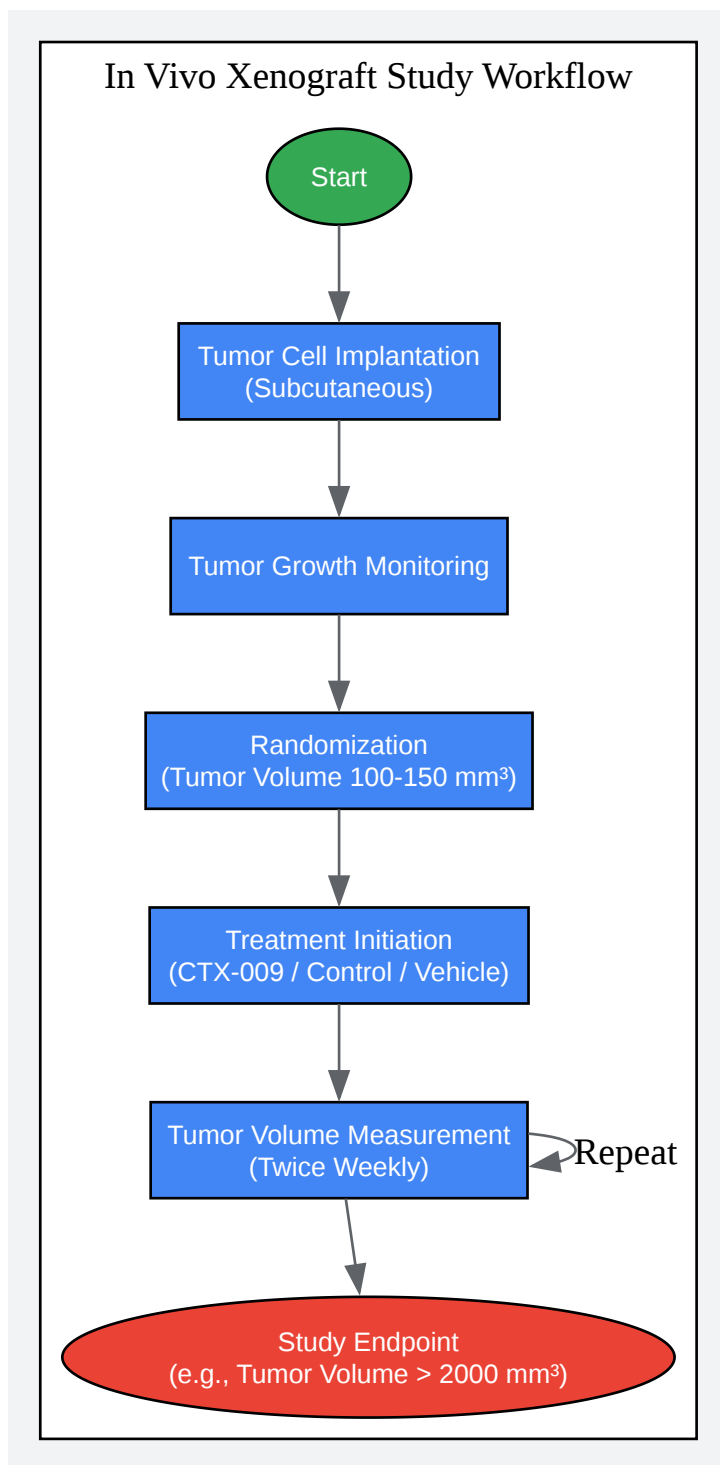 In Vivo Xenograft Study Workflow
Start
Tumor Cell Implantation
(Subcutaneous)
Tumor Growth Monitoring
Randomization
(Tumor Volume 100-150 mm³)
Treatment Initiation
(CTX-009 / Control / Vehicle)
Tumor Volume Measurement
(Twice Weekly)
Repeat
Study Endpoint
(e.g., Tumor Volume > 2000 mm³)